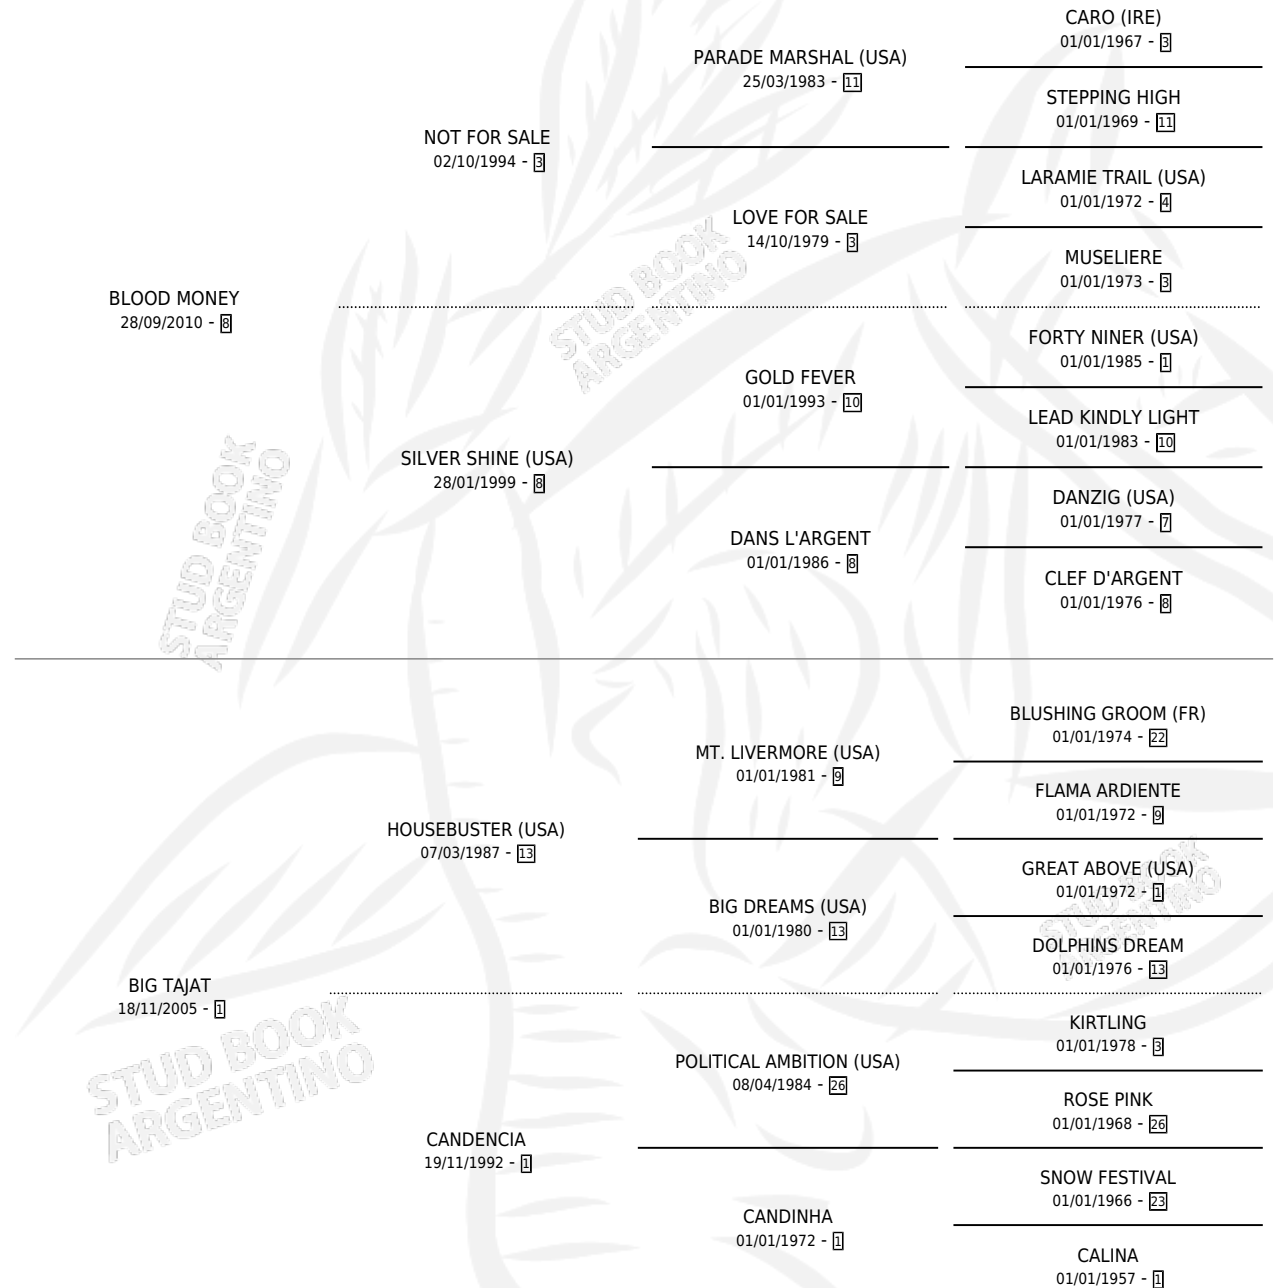 CARO (IRE)
01/01/1967 - 3
PARADE MARSHAL (USA)
25/03/1983 - 11
STEPPING HIGH
01/01/1969 - 11
NOT FOR SALE
02/10/1994 - 3
LARAMIE TRAIL (USA)
01/01/1972 - 4
LOVE FOR SALE
14/10/1979 - 3
MUSELIERE
01/01/1973 - 3
BLOOD MONEY
28/09/2010 - 8
FORTY NINER (USA)
01/01/1985 - 1
GOLD FEVER
01/01/1993 - 10
LEAD KINDLY LIGHT
01/01/1983 - 10
SILVER SHINE (USA)
28/01/1999 - 8
DANZIG (USA)
01/01/1977 - 7
DANS L'ARGENT
01/01/1986 - 8
CLEF D'ARGENT
01/01/1976 - 8
BLUSHING GROOM (FR)
01/01/1974 - 22
MT. LIVERMORE (USA)
01/01/1981 - 9
FLAMA ARDIENTE
01/01/1972 - 9
HOUSEBUSTER (USA)
07/03/1987 - 13
GREAT ABOVE (USA)
01/01/1972 - 1
BIG DREAMS (USA)
01/01/1980 - 13
DOLPHINS DREAM
01/01/1976 - 13
BIG TAJAT
18/11/2005 - 1
KIRTLING
01/01/1978 - 3
POLITICAL AMBITION (USA)
08/04/1984 - 26
ROSE PINK
01/01/1968 - 26
CANDENCIA
19/11/1992 - 1
SNOW FESTIVAL
01/01/1966 - 23
CANDINHA
01/01/1972 - 1
CALINA
01/01/1957 - 1
STUD BOOK
ARGENTINO
STUD BOOK
ARGENTINO
STUD BOOK
ARGENTINO
STUD BOOK
ARGENTINO